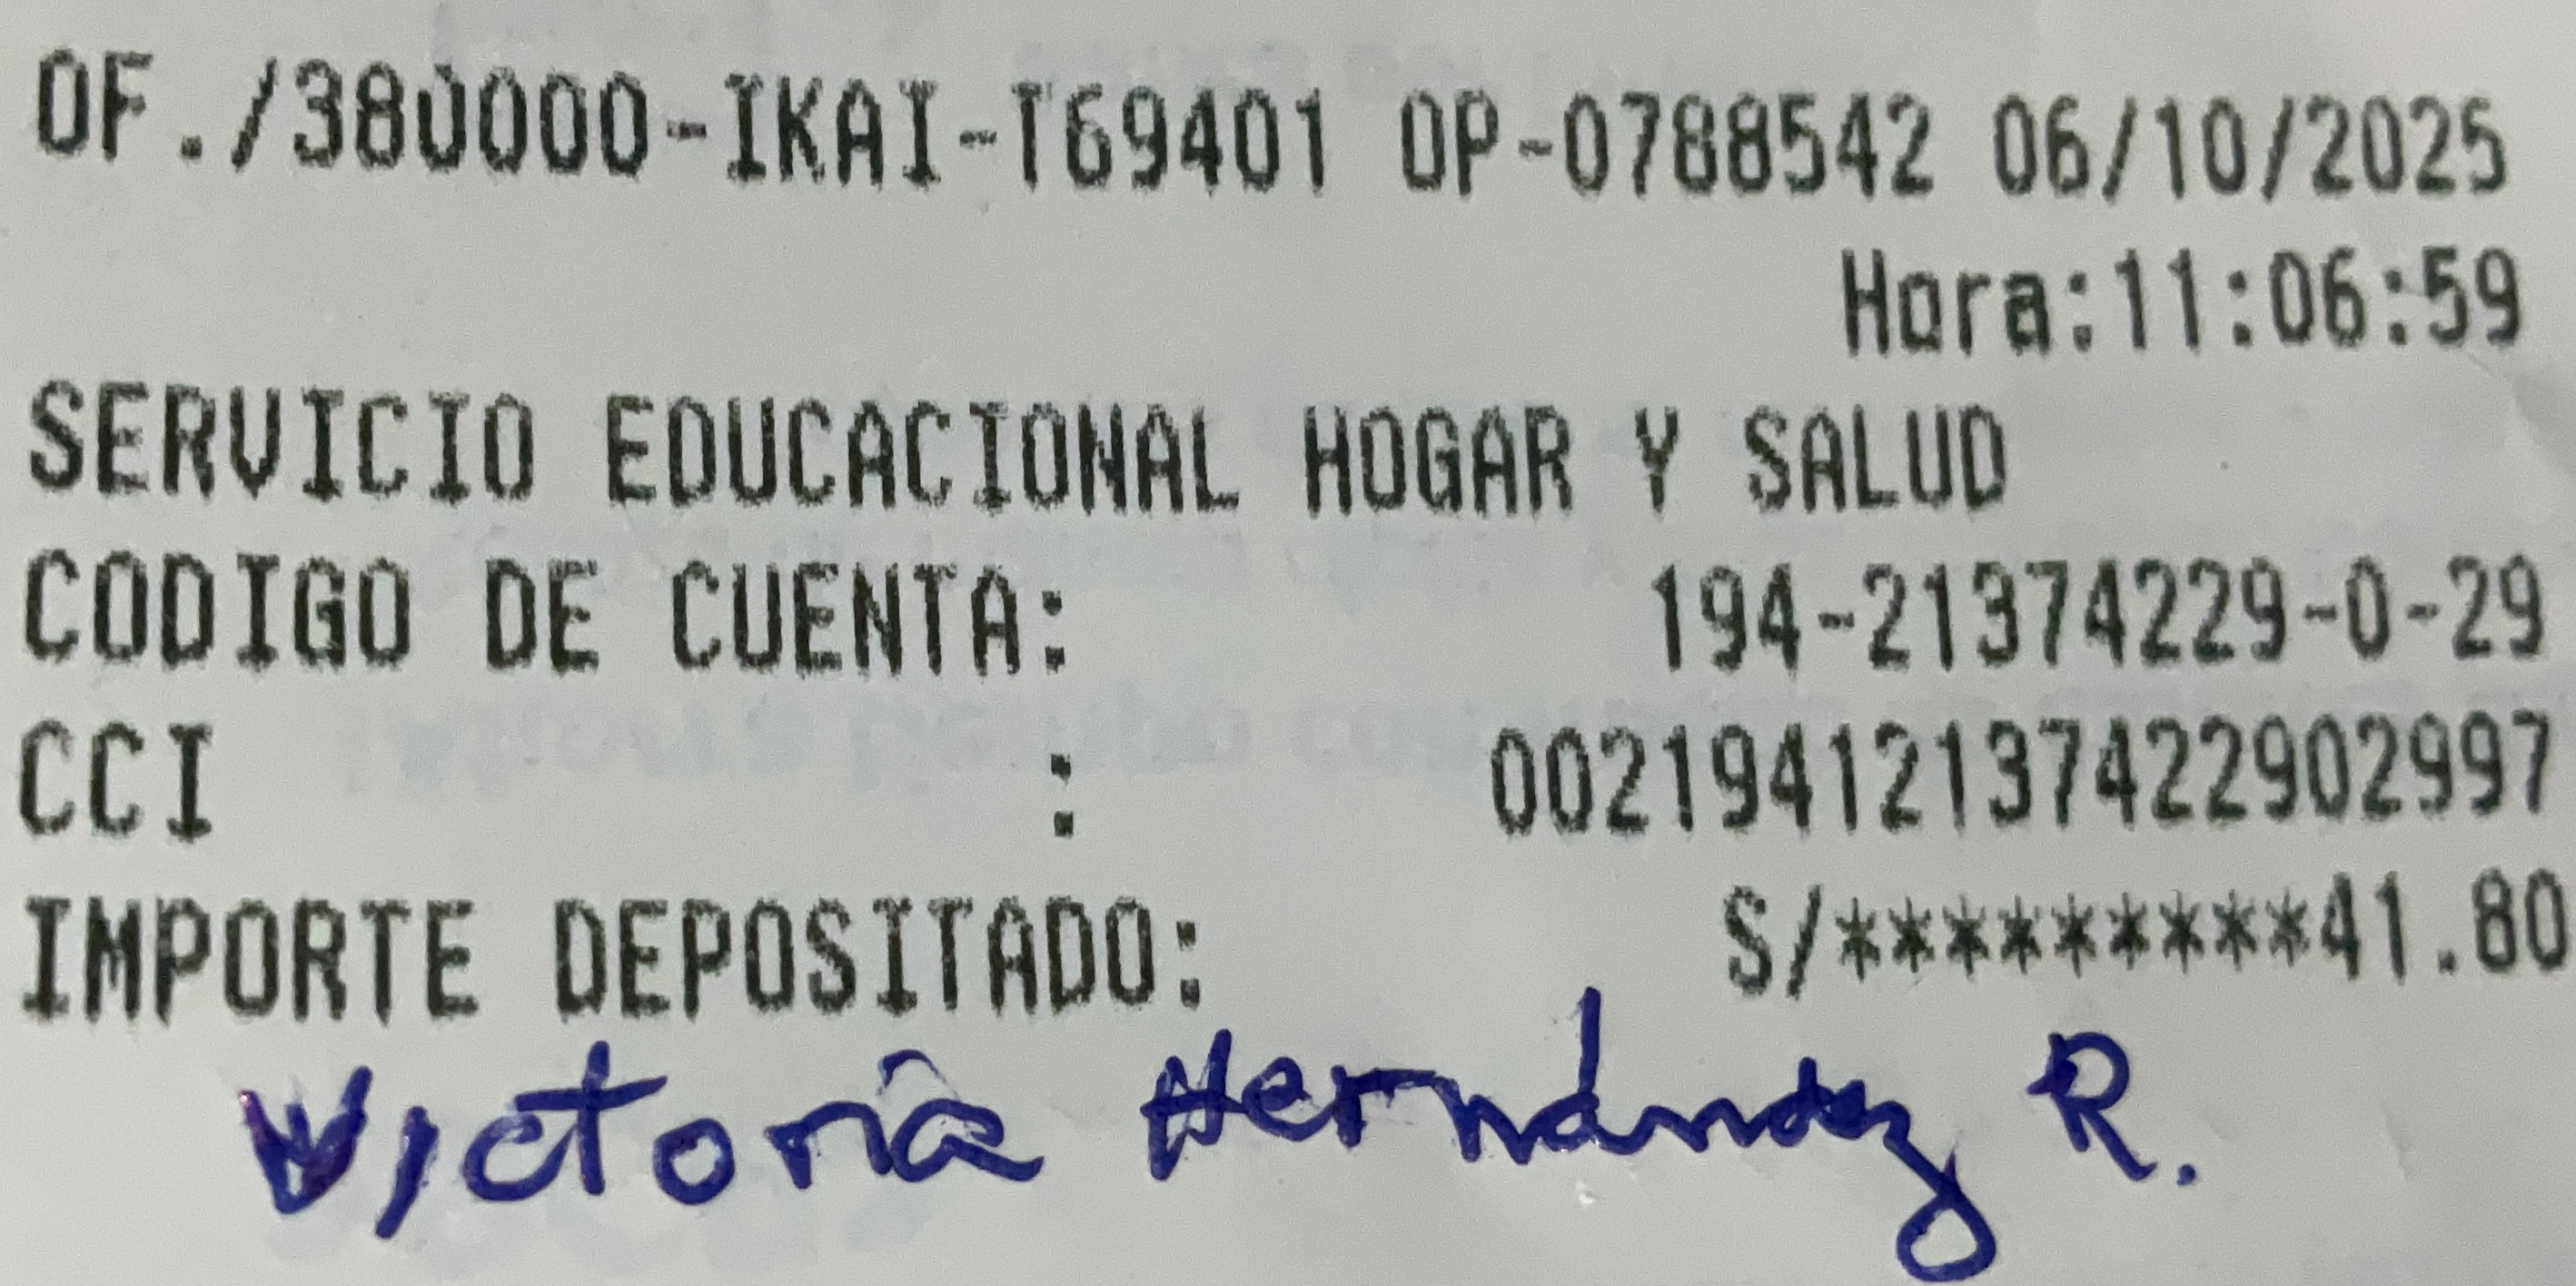 OF./380000-IKAI-T69401 OP-0788542 06/10/2025
Hora:11:06:59
SERVICIO EDUCACIONAL HOGAR Y SALUD
CODIGO DE CUENTA: 194-21374229-0-29
CCI : 00219412137422902997
IMPORTE DEPOSITADO: S/*********41.80
Victoria Hernández R.